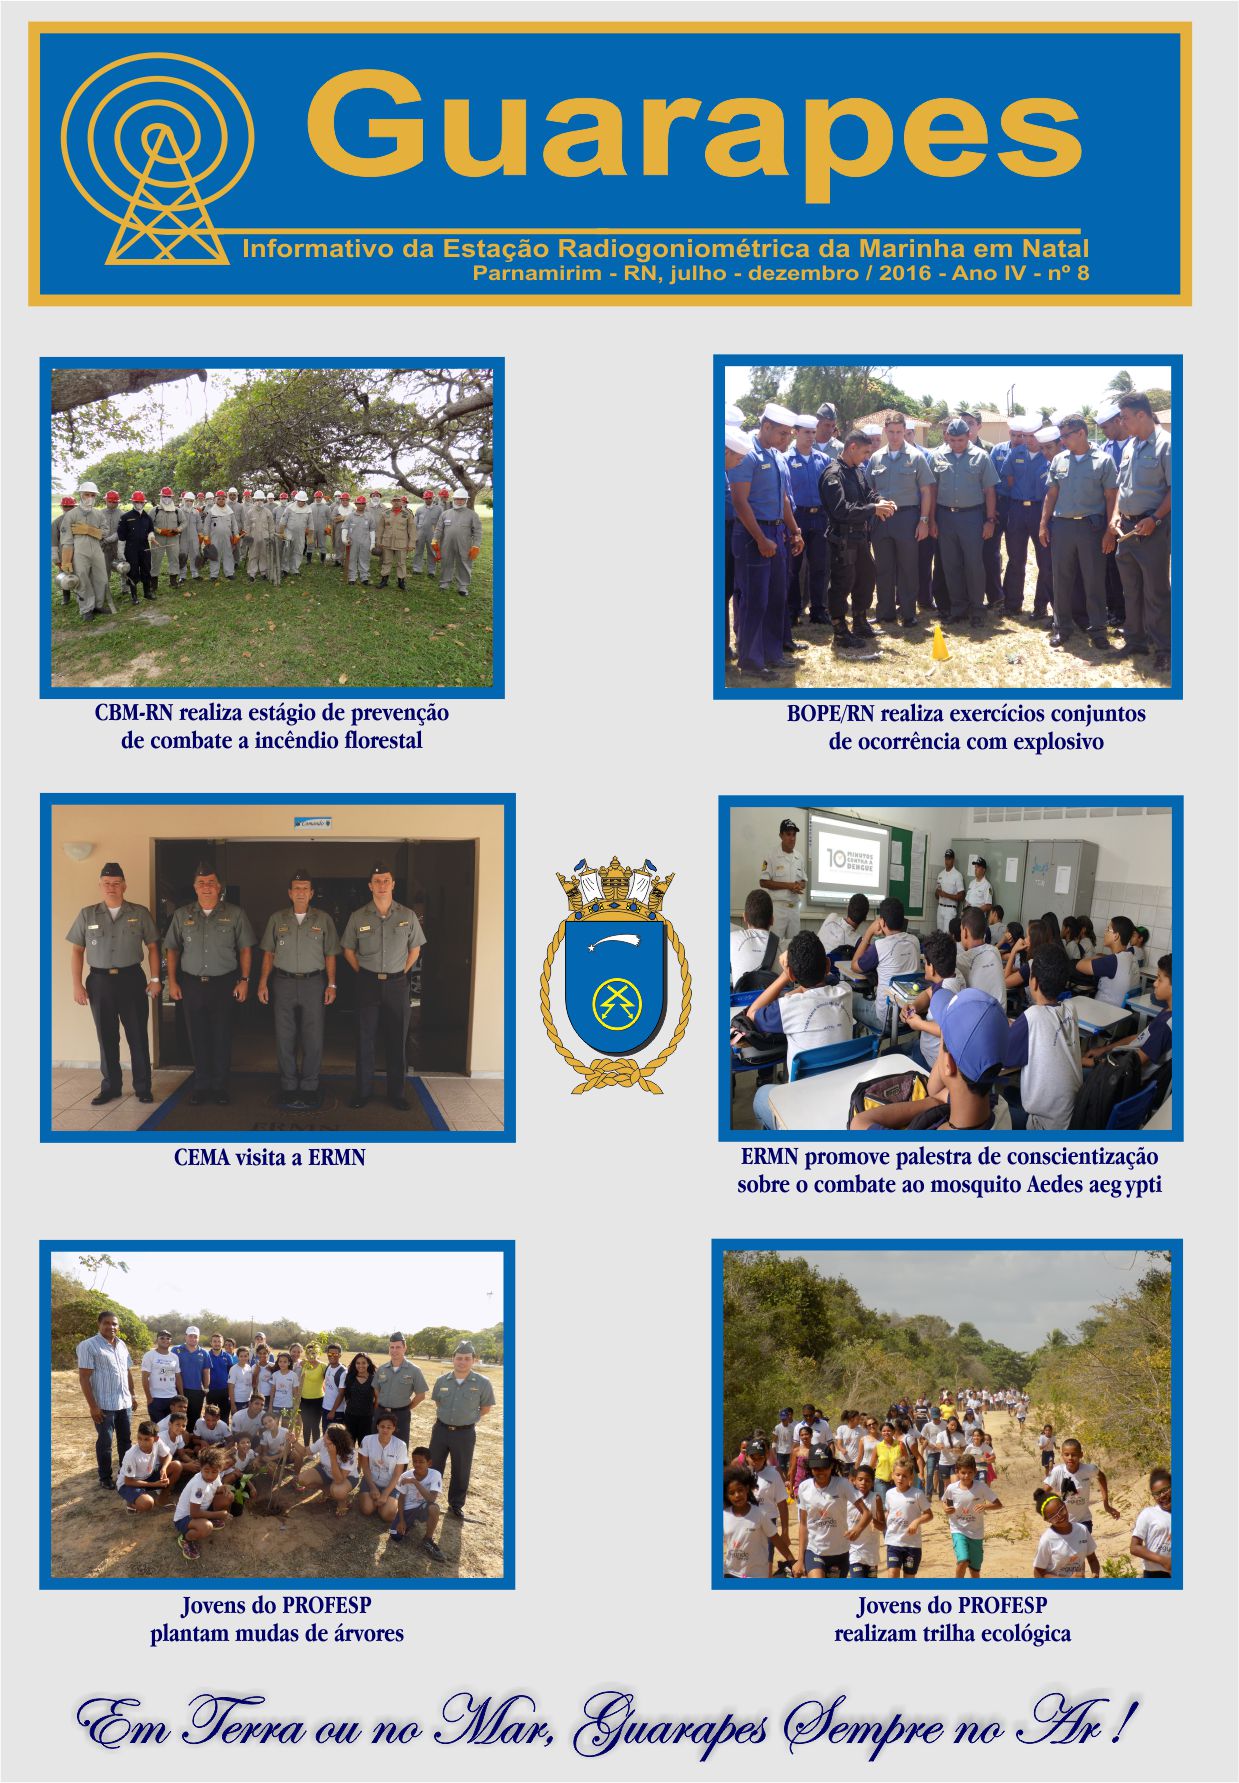 Guarapes
Informativo da Estação Radiogoniométrica da Marinha em Natal
Parnamirim - RN, julho - dezembro / 2016 - Ano IV - nº 8
CBM-RN realiza estágio de prevenção
de combate a incêndio florestal
BOPE/RN realiza exercícios conjuntos
de ocorrência com explosivo
Comando
ERMN
CEMA visita a ERMN
10 MINUTOS
CONTRA A
DENGUE
ERMN promove palestra de conscientização
sobre o combate ao mosquito Aedes aegypti
Jovens do PROFESP
plantam mudas de árvores
Jovens do PROFESP
realizam trilha ecológica
Em Terra ou no Mar, Guarapes Sempre no Ar !